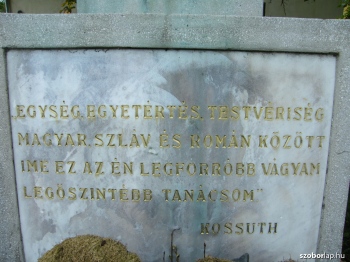 „EGYSÉG, EGYETÉRTÉS, TESTVÉRISÉG
MAGYAR, SZLÁV ÉS ROMÁN KÖZÖTT
IME EZ AZ ÉN LEGFORRÓBB VÁGYAM
LEGŐSZINTÉBB TANÁCSOM"
KOSSUTH
szoborlap.hu